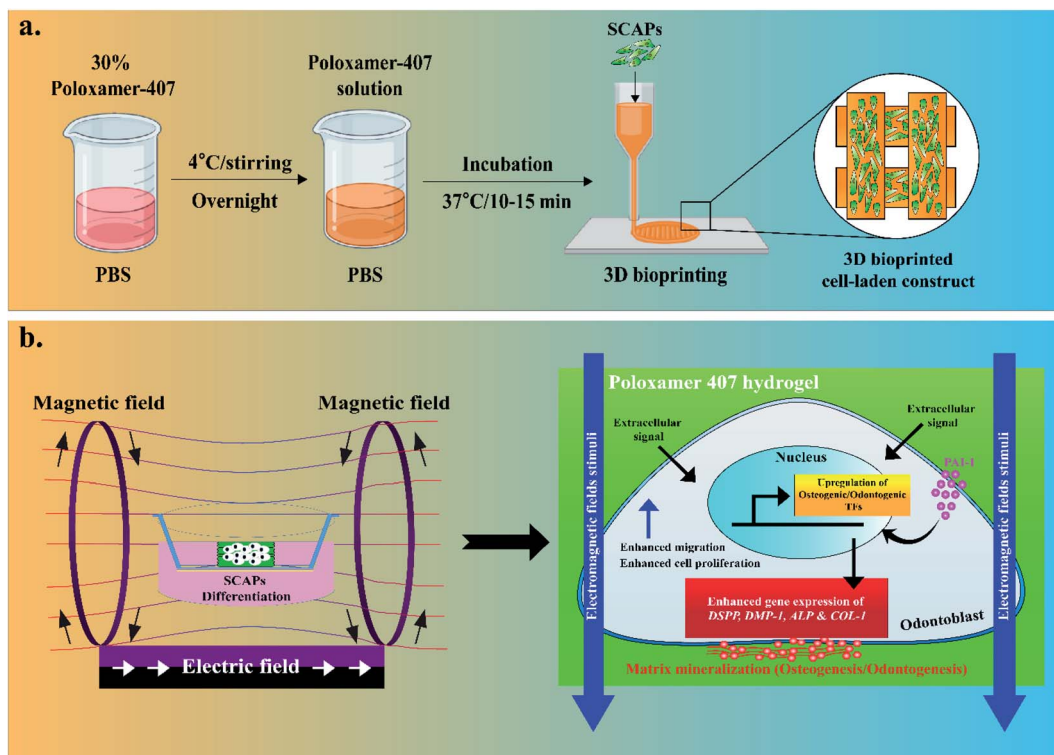 a.
30%
Poloxamer-407
PBS
4°C/stirring
Overnight
Poloxamer-407
solution
PBS
Incubation
37°C/10-15 min
SCAPs
3D bioprinting
3D bioprinted
cell-laden construct
b.
Magnetic field
Magnetic field
SCAPs
Differentiation
Electric field
Electromagnetic fields stimuli
Poloxamer 407 hydrogel
Extracellular
signal
Extracellular
signal
Nucleus
PAI-1
Upregulation of
Osteogenic/Odontogenic
TFs
Enhanced migration
Enhanced cell proliferation
Enhanced gene expression of
DSPP, DMP-1, ALP & COL-1
Odontoblast
Matrix mineralization (Osteogenesis/Odontogenesis)
Electromagnetic fields stimuli